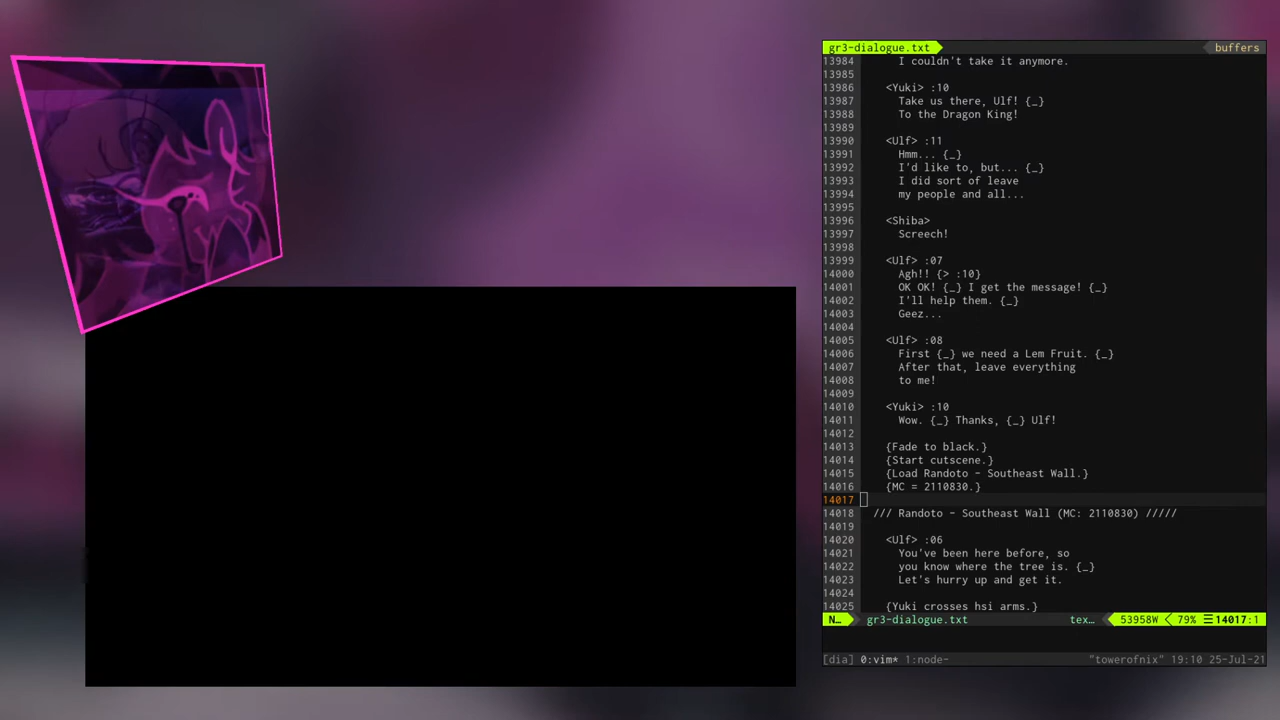 gr3-dialogue.txt buffers
13984 I couldn't take it anymore.
13985
13986 <Yuki> :10
13987 Take us there, Ulf! {_}
13988 To the Dragon King!
13989
13990 <Ulf> :11
13991 Hmm... {_}
13992 I'd like to, but... {_}
13993 I did sort of leave
13994 my people and all...
13995
13996 <Shiba>
13997 Screech!
13998
13999 <Ulf> :07
14000 Agh!! {> :10}
14001 OK OK! {_} I get the message! {_}
14002 I'll help them. {_}
14003 Geez...
14004
14005 <Ulf> :08
14006 First {_} we need a Lem Fruit. {_}
14007 After that, leave everything
14008 to me!
14009
14010 <Yuki> :10
14011 Wow. {_} Thanks, {_} Ulf!
14012
14013 {Fade to black.}
14014 {Start cutscene.}
14015 {Load Randoto - Southeast Wall.}
14016 {MC = 2110830.}
14017
14018 /// Randoto - Southeast Wall (MC: 2110830) /////
14019
14020 <Ulf> :06
14021 You've been here before, so
14022 you know where the tree is. {_}
14023 Let's hurry up and get it.
14024
14025 {Yuki crosses hsi arms.}
N… gr3-dialogue.txt tex… 53958W 79% ☰14017:1
[dia] 0:vim* 1:node- "towerofnix" 19:10 25-Jul-21